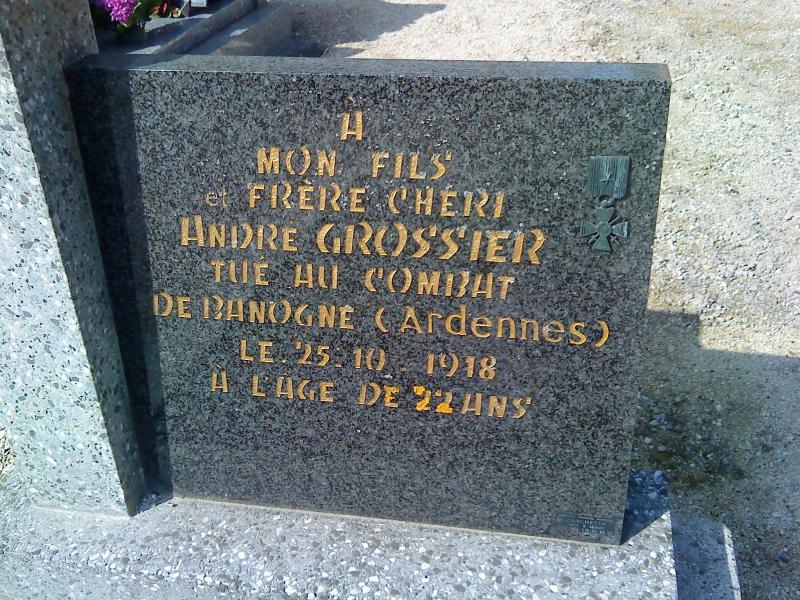 À
MON FILS
et FRÈRE CHÉRI
ANDRE GROSSIER
TUÉ AU COMBAT
DE BANOGNE (ARDENNES)
LE. 25. 10. 1918
À L'ÂGE DE 22 ANS